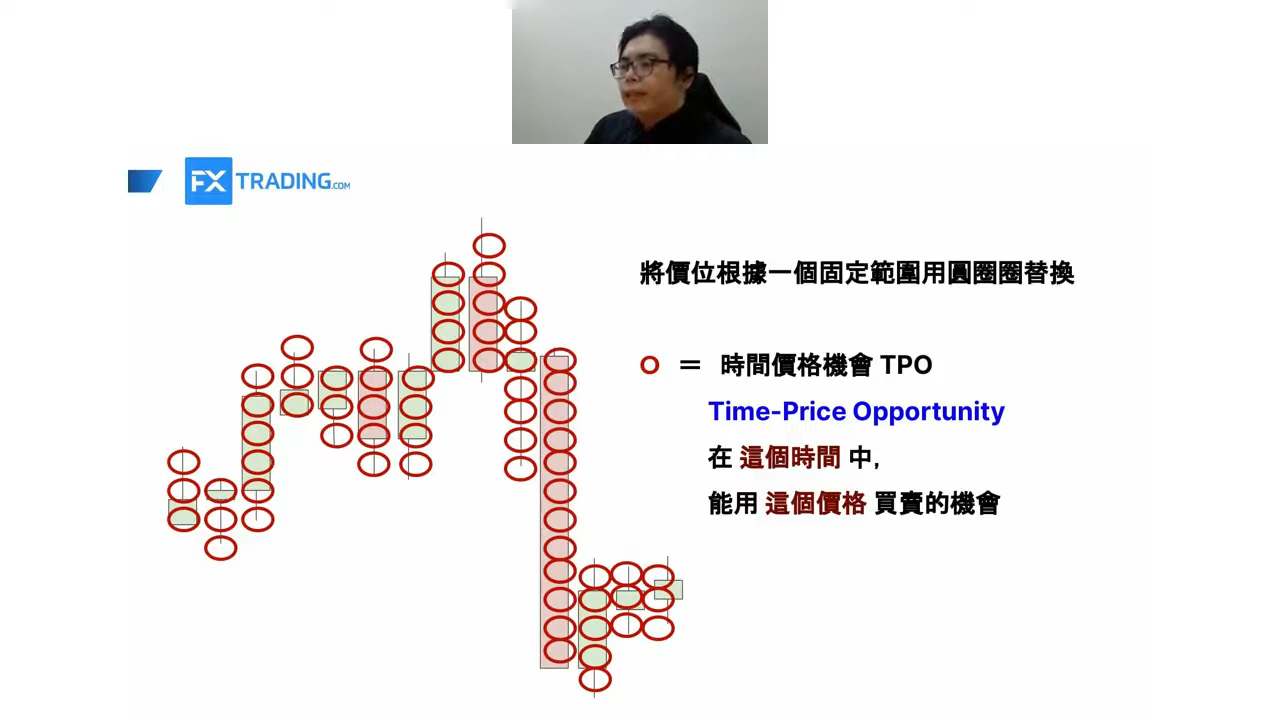 FX TRADING.COM
將價位根據一個固定範圍用圓圈圈替換
O = 時間價格機會 TPO
Time-Price Opportunity
在 這個時間 中,
能用 這個價格 買賣的機會